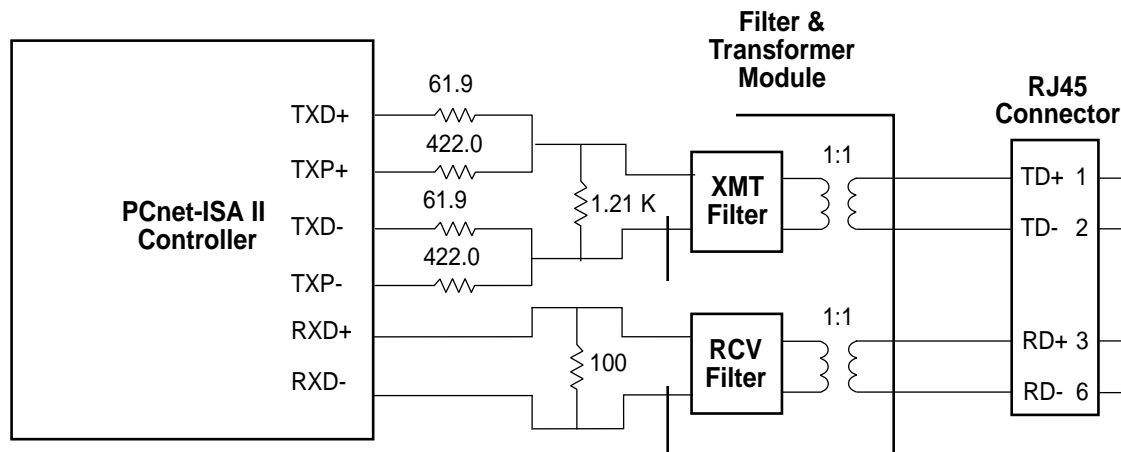 Filter &
Transformer
Module
RJ45
Connector
PCnet-ISA II
Controller
TXD+
61.9
TXP+
422.0
TXD-
61.9
TXP-
422.0
1.21 K
XMT
Filter
1:1
TD+ 1
TD- 2
RXD+
RXD-
100
RCV
Filter
1:1
RD+ 3
RD- 6